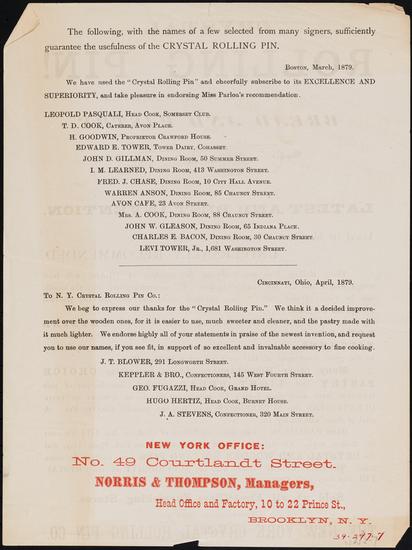 The following, with the names of a few selected from many signers, sufficiently
guarantee the usefulness of the CRYSTAL ROLLING PIN.
Boston, March, 1879.
We have used the "Crystal Rolling Pin" and cheerfully subscribe to its EXCELLENCE AND
SUPERIORITY, and take pleasure in endorsing Miss Parloa's recommendation.
LEOPOLD PASQUALI, Head Cook, Somerset Club.
T. D. COOK, Caterer, Avon Place.
H. GOODWIN, Proprietor Crawford House.
EDWARD E. TOWER, Tower Dairy, Cohasset.
JOHN D. GILLMAN, Dining Room, 50 Summer Street.
I. M. LEARNED, Dining Room, 413 Washington Street.
FRED. J. CHASE, Dining Room, 10 City Hall Avenue.
WARREN ANSON, Dining Room, 86 Chauncy Street.
AVON CAFE, 23 Avon Street.
Mrs. A. COOK, Dining Room, 88 Chauncy Street.
JOHN W. GLEASON, Dining Room, 65 Indiana Place.
CHARLES E. BACON, Dining Room, 30 Chauncy Street.
LEVI TOWER, Jr., 1,681 Washington Street.
Cincinnati, Ohio, April, 1879.
To N. Y. Crystal Rolling Pin Co.:
We beg to express our thanks for the "Crystal Rolling Pin." We think it a decided improve-
ment over the wooden ones, for it is easier to use, much sweeter and cleaner, and the pastry made with
it much lighter. We endorse highly all of your statements in praise of the newest invention, and request
you to use our names, if you see fit, in support of so excellent and invaluable accessory to fine cooking.
J. T. BLOWER, 291 Longworth Street.
KEPPLER & BRO., Confectioners, 145 West Fourth Street.
GEO. FUGAZZI, Head Cook, Grand Hotel.
HUGO HERTIZ, Head Cook, Burnet House.
J. A. STEVENS, Confectioner, 320 Main Street.
NEW YORK OFFICE:
No. 49 Courtlandt Street.
NORRIS & THOMPSON, Managers,
Head Office and Factory, 10 to 22 Prince St.,
BROOKLYN, N. Y.